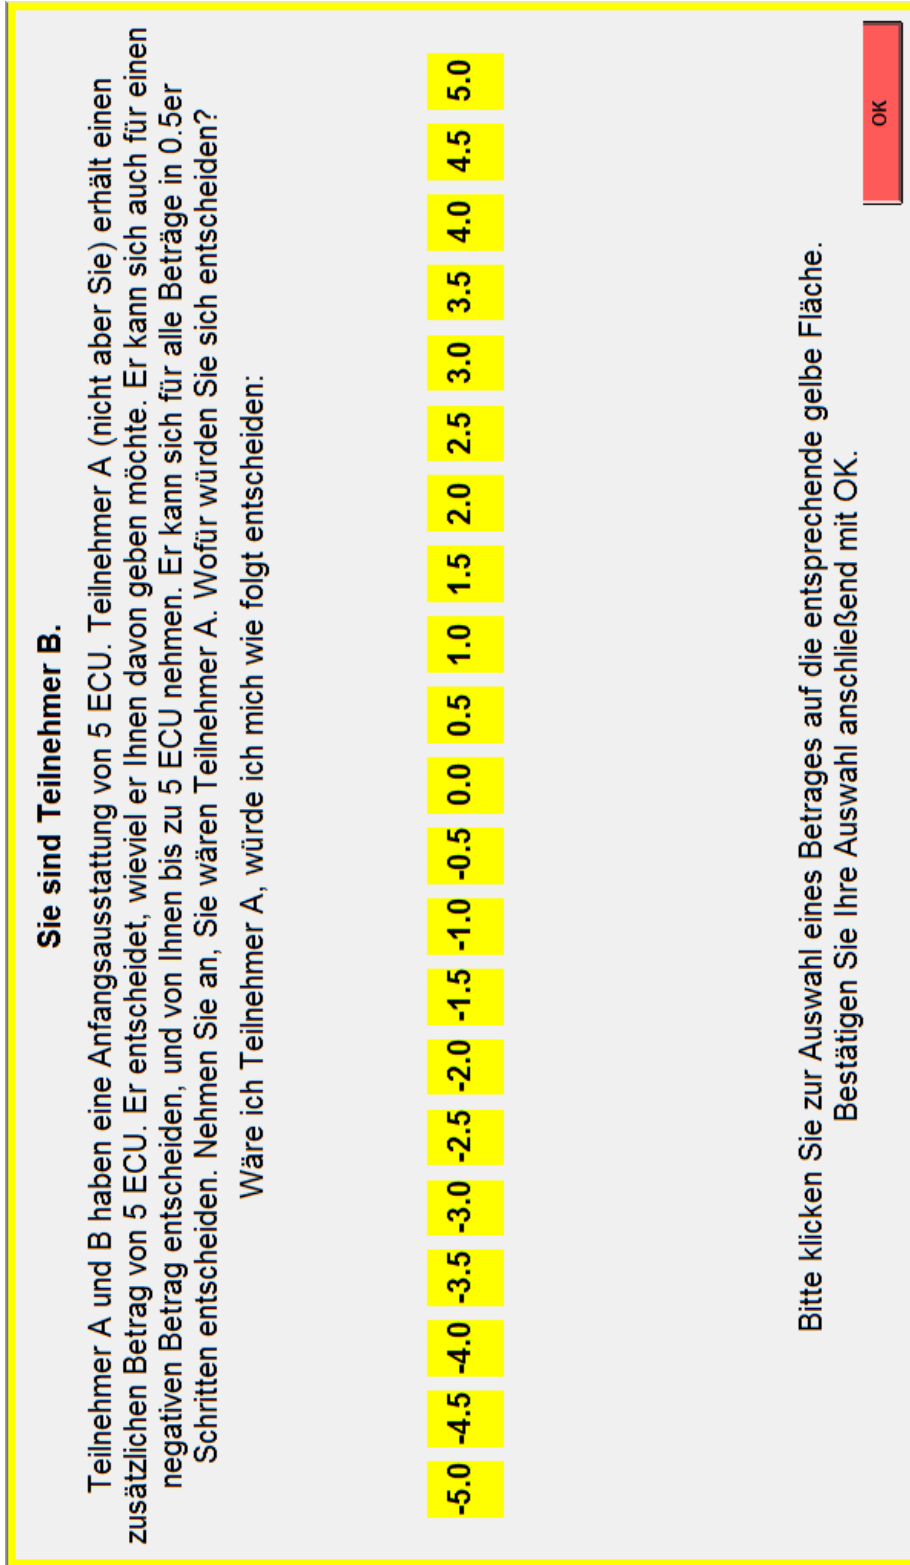 Sie sind Teilnehmer B.
Teilnehmer A und B haben eine Anfangsausstattung von 5 ECU. Teilnehmer A (nicht aber Sie) erhält einen
zusätzlichen Betrag von 5 ECU. Er entscheidet, wieviel er Ihnen davon geben möchte. Er kann sich auch für einen
negativen Betrag entscheiden, und von Ihnen bis zu 5 ECU nehmen. Er kann sich für alle Beträge in 0.5er
Schritten entscheiden. Nehmen Sie an, Sie wären Teilnehmer A. Wofür würden Sie sich entscheiden?
Wäre ich Teilnehmer A, würde ich mich wie folgt entscheiden:
-5.0 -4.5 -4.0 -3.5 -3.0 -2.5 -2.0 -1.5 -1.0 -0.5 0.0 0.5 1.0 1.5 2.0 2.5 3.0 3.5 4.0 4.5 5.0
Bitte klicken Sie zur Auswahl eines Betrages auf die entsprechende gelbe Fläche.
Bestätigen Sie Ihre Auswahl anschließend mit OK.
OK